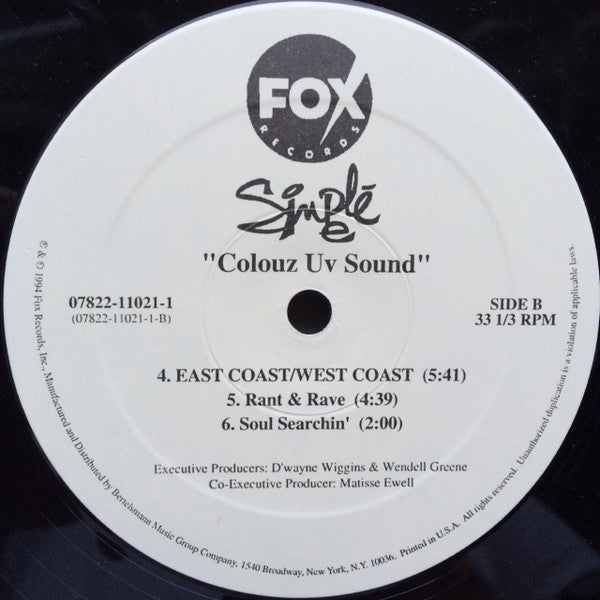 FOX
RECORDS
Simplé
E
"Colouz Uv Sound"
07822-11021-1
(07822-11021-1-B)
SIDE B
33 1/3 RPM
4. EAST COAST/WEST COAST (5:41)
5. Rant & Rave (4:39)
6. Soul Searchin' (2:00)
Executive Producers: D'wayne Wiggins & Wendell Greene
Co-Executive Producer: Matisse Ewell
℗ & © 1994 Fox Records, Inc., Manufactured and Distributed by Bertelsmann Music Group Company, 1540 Broadway, New York, N.Y. 10036. Printed in U.S.A. All rights reserved. Unauthorized duplication is a violation of applicable laws.